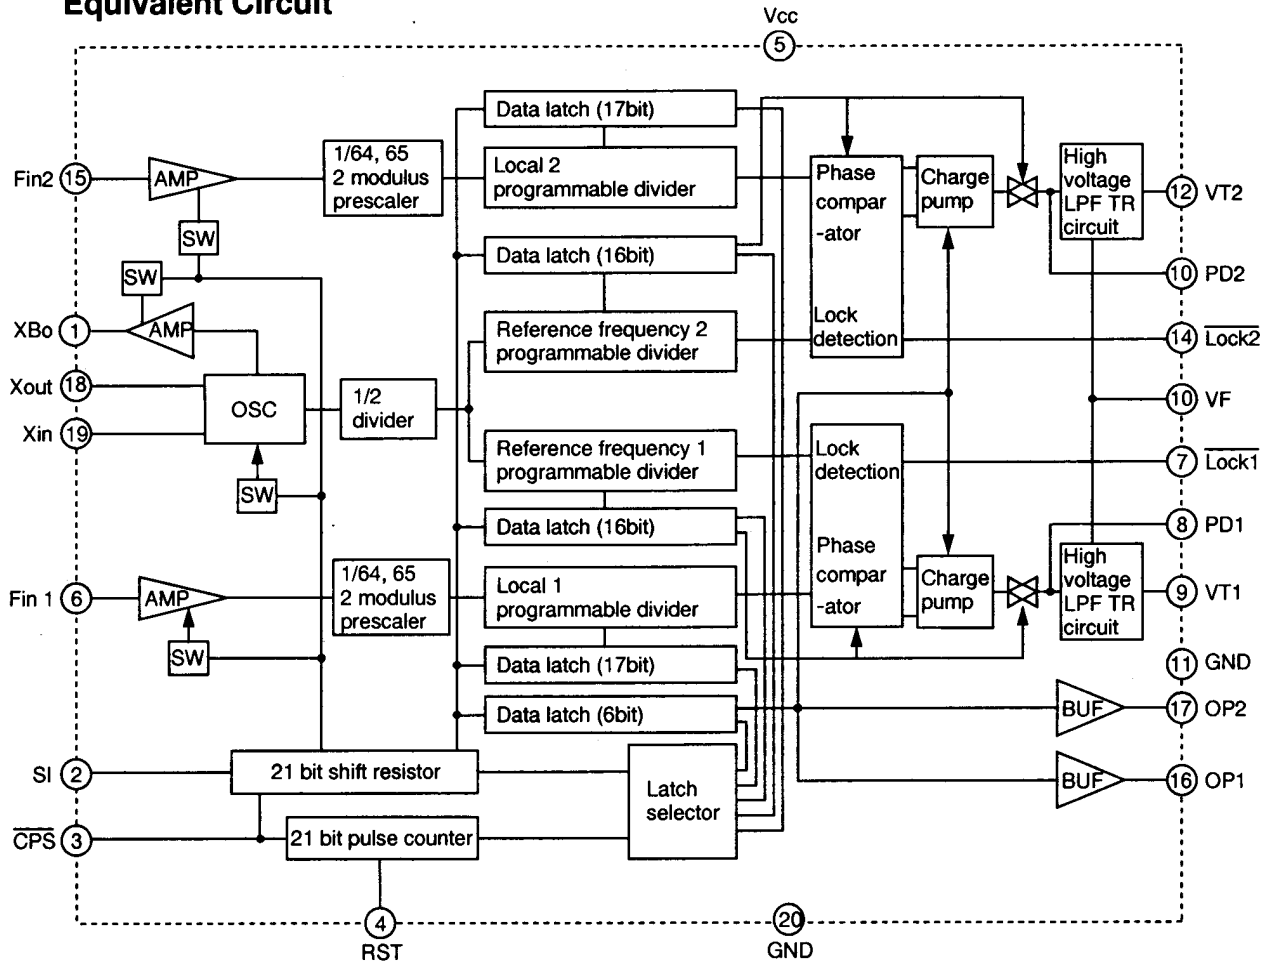 Equivalent Circuit
Vcc
5
Data latch (17bit)
1/64, 65
2 modulus
prescaler
Local 2
programmable divider
Phase
compar
-ator
Charge
pump
High
voltage
LPF TR
circuit
Fin2 15
AMP
12 VT2
SW
Data latch (16bit)
SW
10 PD2
XBo 1
AMP
Reference frequency 2
programmable divider
Lock
detection
14 Lock2
Xout 18
OSC
1/2
divider
10 VF
Xin 19
Reference frequency 1
programmable divider
Lock
detection
7 Lock1
SW
Data latch (16bit)
8 PD1
Phase
compar
-ator
Charge
pump
High
voltage
LPF TR
circuit
Fin 1 6
AMP
1/64, 65
2 modulus
prescaler
Local 1
programmable divider
9 VT1
SW
Data latch (17bit)
11 GND
Data latch (6bit)
BUF
17 OP2
SI 2
21 bit shift resistor
Latch
selector
BUF
16 OP1
CPS 3
21 bit pulse counter
4
RST
20
GND